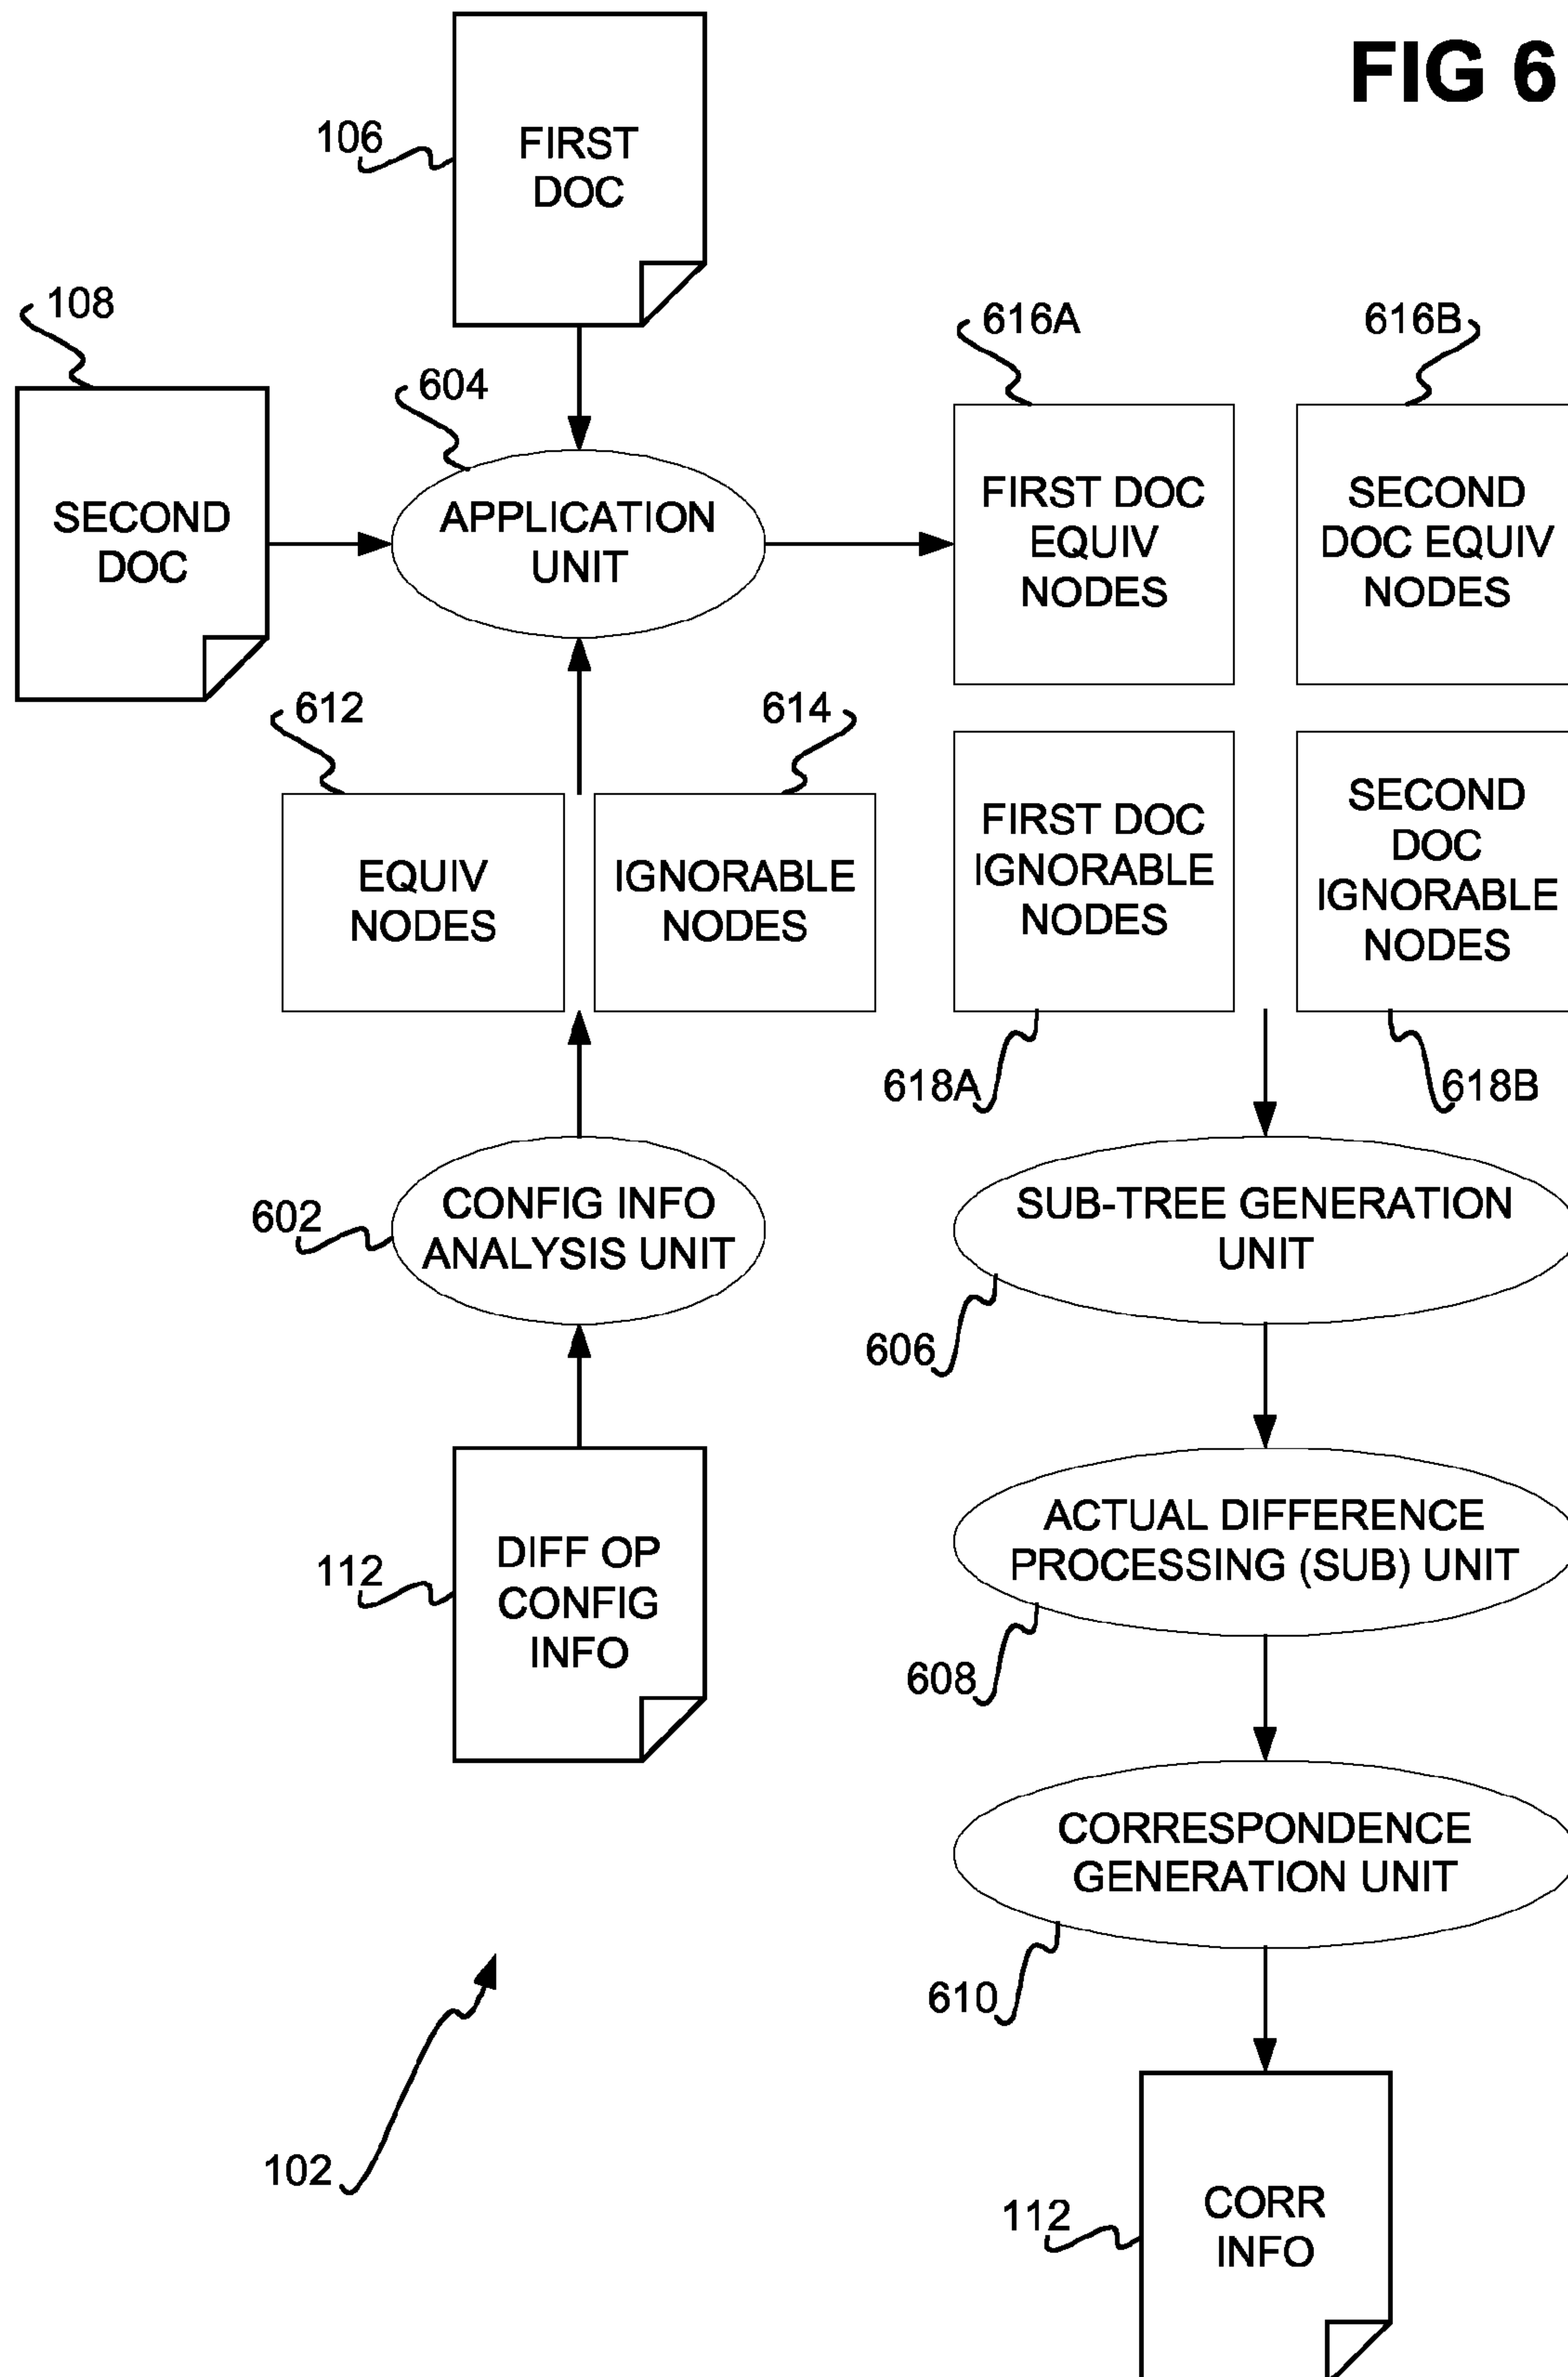 FIG 6
106
FIRST
DOC
108
SECOND
DOC
604
APPLICATION
UNIT
616A
FIRST DOC
EQUIV
NODES
616B
SECOND
DOC EQUIV
NODES
612
EQUIV
NODES
614
IGNORABLE
NODES
FIRST DOC
IGNORABLE
NODES
618A
SECOND
DOC
IGNORABLE
NODES
618B
602
CONFIG INFO
ANALYSIS UNIT
SUB-TREE GENERATION
UNIT
606
112
DIFF OP
CONFIG
INFO
ACTUAL DIFFERENCE
PROCESSING (SUB) UNIT
608
CORRESPONDENCE
GENERATION UNIT
610
102
112
CORR
INFO